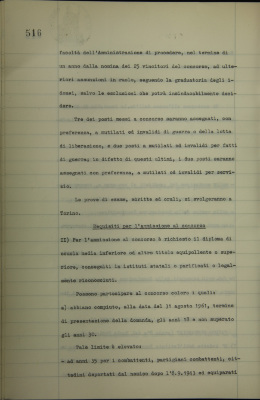 546
facoltà dell'Amministrazione di procedere, nel termine di
un anno dalla nomina dei 25 vincitori del concorso, ad ulte-
riori assunzioni in ruolo, seguendo la graduatoria degli i-
donei, salvo le esclusioni che potrà insindacabilmente deci-
dere.
Tre dei posti messi a concorso saranno assegnati, con
preferenza, a mutilati ed invalidi di guerra o della lotta
di liberazione, e due posti a mutilati ed invalidi per fatti
di guerra; in difetto di questi ultimi, i due posti saranno
assegnati con preferenza, a mutilati ed invalidi per servi-
zio.
Le prove di esame, scritte ed orali, si svolgeranno a
Torino.
Requisiti per l'ammissione al concorso
II) Per l'ammissione al concorso è richiesto il diploma di
scuola media inferiore od altro titolo equipollente o supe-
riore, conseguiti in istituti statali o parificati o legal-
mente riconosciuti.
Possono partecipare al concorso coloro i quali
abbiano compiuto, alla data del 31 agosto 1961, termine
di presentazione della domanda, gli anni 18 e non superato
gli anni 30.
Tale limite è elevato:
- ad anni 35 per i combattenti, partigiani combattenti, cit-
tadini deportati dal nemico dopo l'8.9.1943 ed equiparati